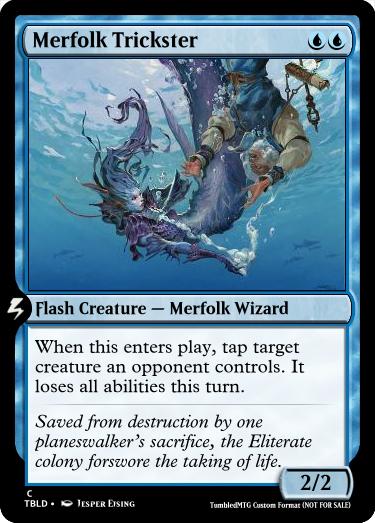 Merfolk Trickster
Flash Creature — Merfolk Wizard
When this enters play, tap target
creature an opponent controls. It
loses all abilities this turn.
Saved from destruction by one
planeswalker's sacrifice, the Eliterate
colony forswore the taking of life.
2/2
C
TBLD • Jesper Eising
TumbledMTG Custom Format (NOT FOR SALE)